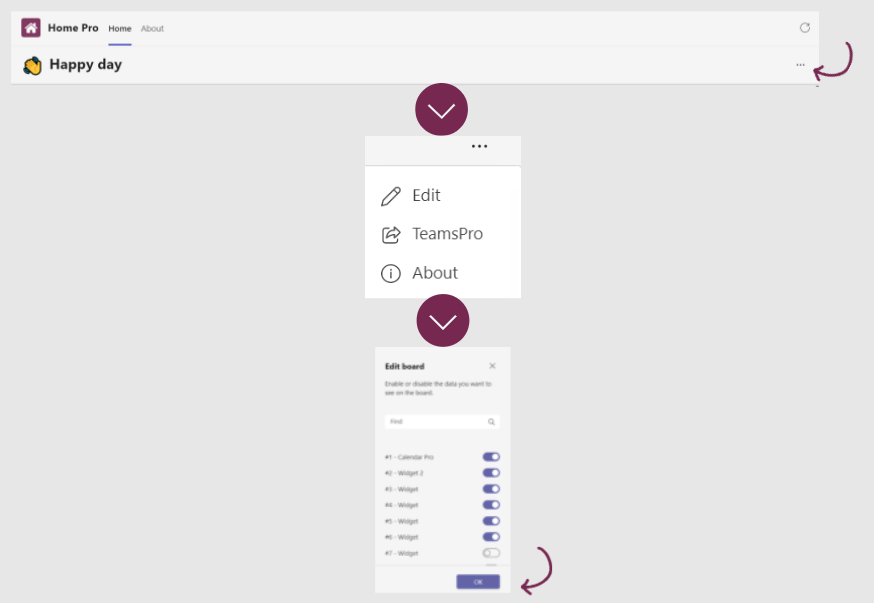 Home Pro Home About
Happy day
...
...
Edit
TeamsPro
About
Edit board
Enable or disable the data you want to
see on the board.
Find
#1 - Calendar Pro
#2 - Widget 2
#3 - Widget
#4 - Widget
#5 - Widget
#6 - Widget
#7 - Widget
OK